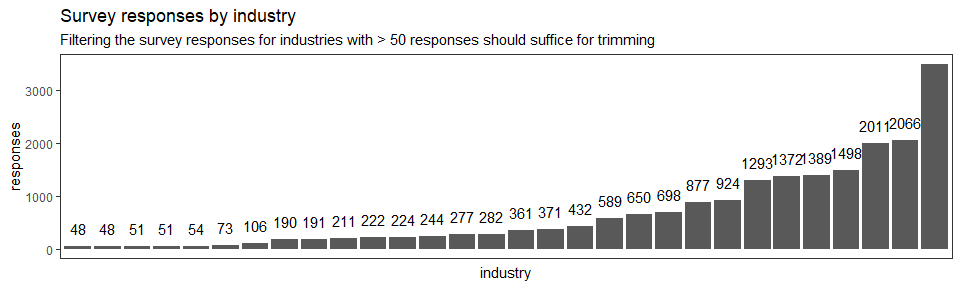 Survey responses by industry
Filtering the survey responses for industries with > 50 responses should suffice for trimming
responses
3000
2000
1000
0
48 48 51 51 54 73 106 190 191 211 222 224 244 277 282 361 371 432 589 650 698 877 924 1293 1372 1389 1498 2011 2066
industry